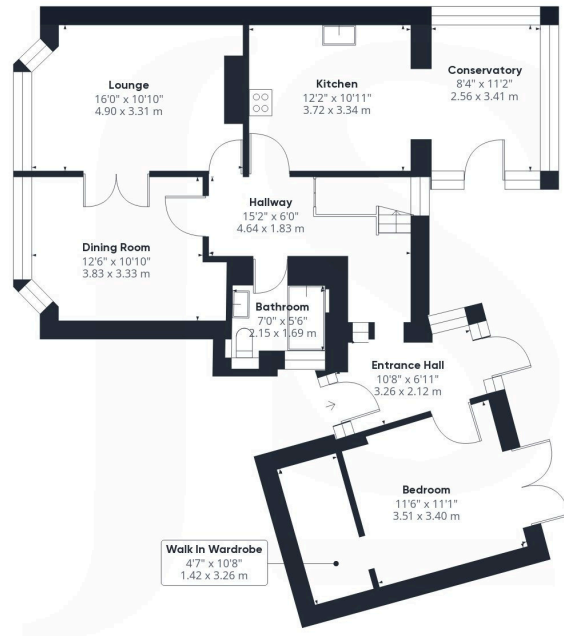 Lounge
16'0" x 10'10"
4.90 x 3.31 m
Kitchen
12'2" x 10'11"
3.72 x 3.34 m
Conservatory
8'4" x 11'2"
2.56 x 3.41 m
Hallway
15'2" x 6'0"
4.64 x 1.83 m
Dining Room
12'6" x 10'10"
3.83 x 3.33 m
Bathroom
7'0" x 5'6"
2.15 x 1.69 m
Entrance Hall
10'8" x 6'11"
3.26 x 2.12 m
Bedroom
11'6" x 11'1"
3.51 x 3.40 m
Walk In Wardrobe
4'7" x 10'8"
1.42 x 3.26 m